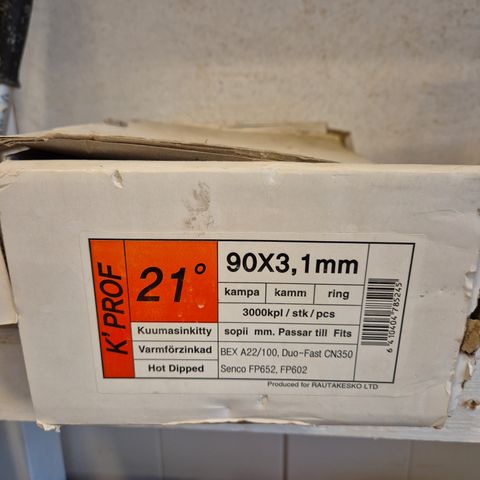 K' PROF
21°
90X3,1mm
kampa kamm ring
3000kpl / stk / pcs
Kuumasinkitty sopii mm. Passar till Fits
Varmförzinkad BEX A22/100, Duo-Fast CN350
Hot Dipped Senco FP652, FP602
Produced for RAUTAKESKO LTD
6 410404 785245